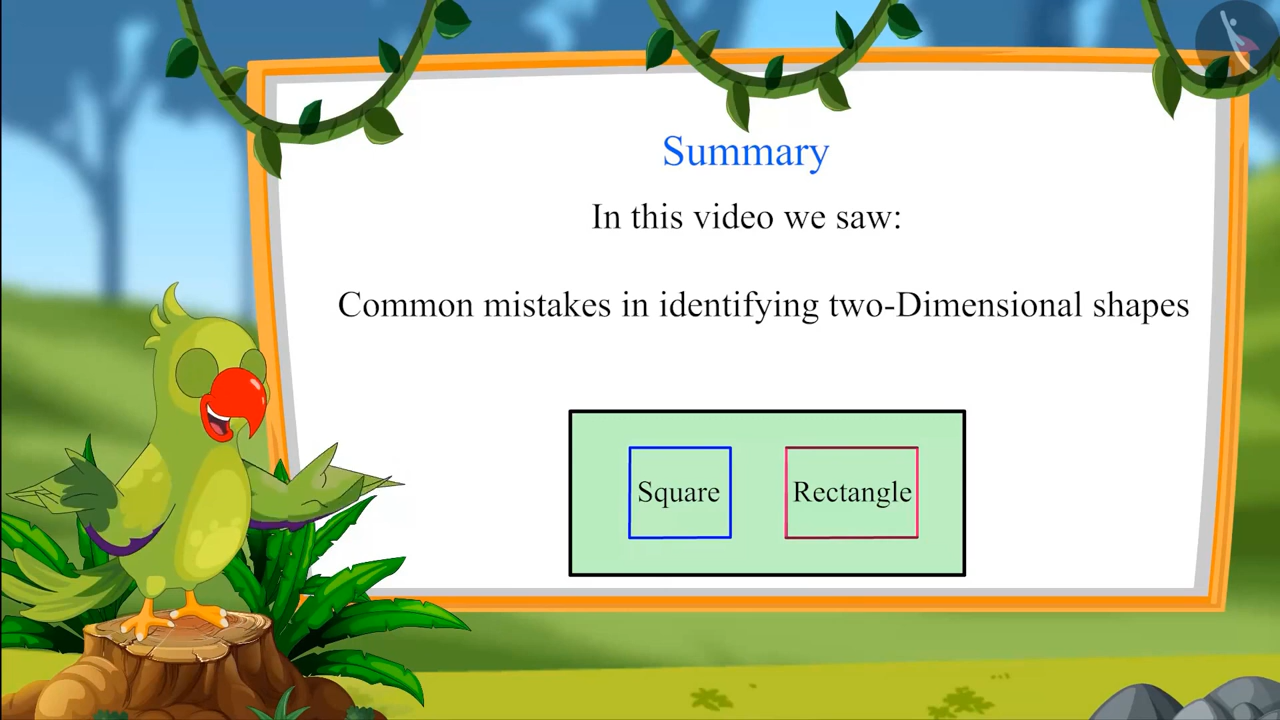 Summary
In this video we saw:
Common mistakes in identifying two-Dimensional shapes
Square
Rectangle